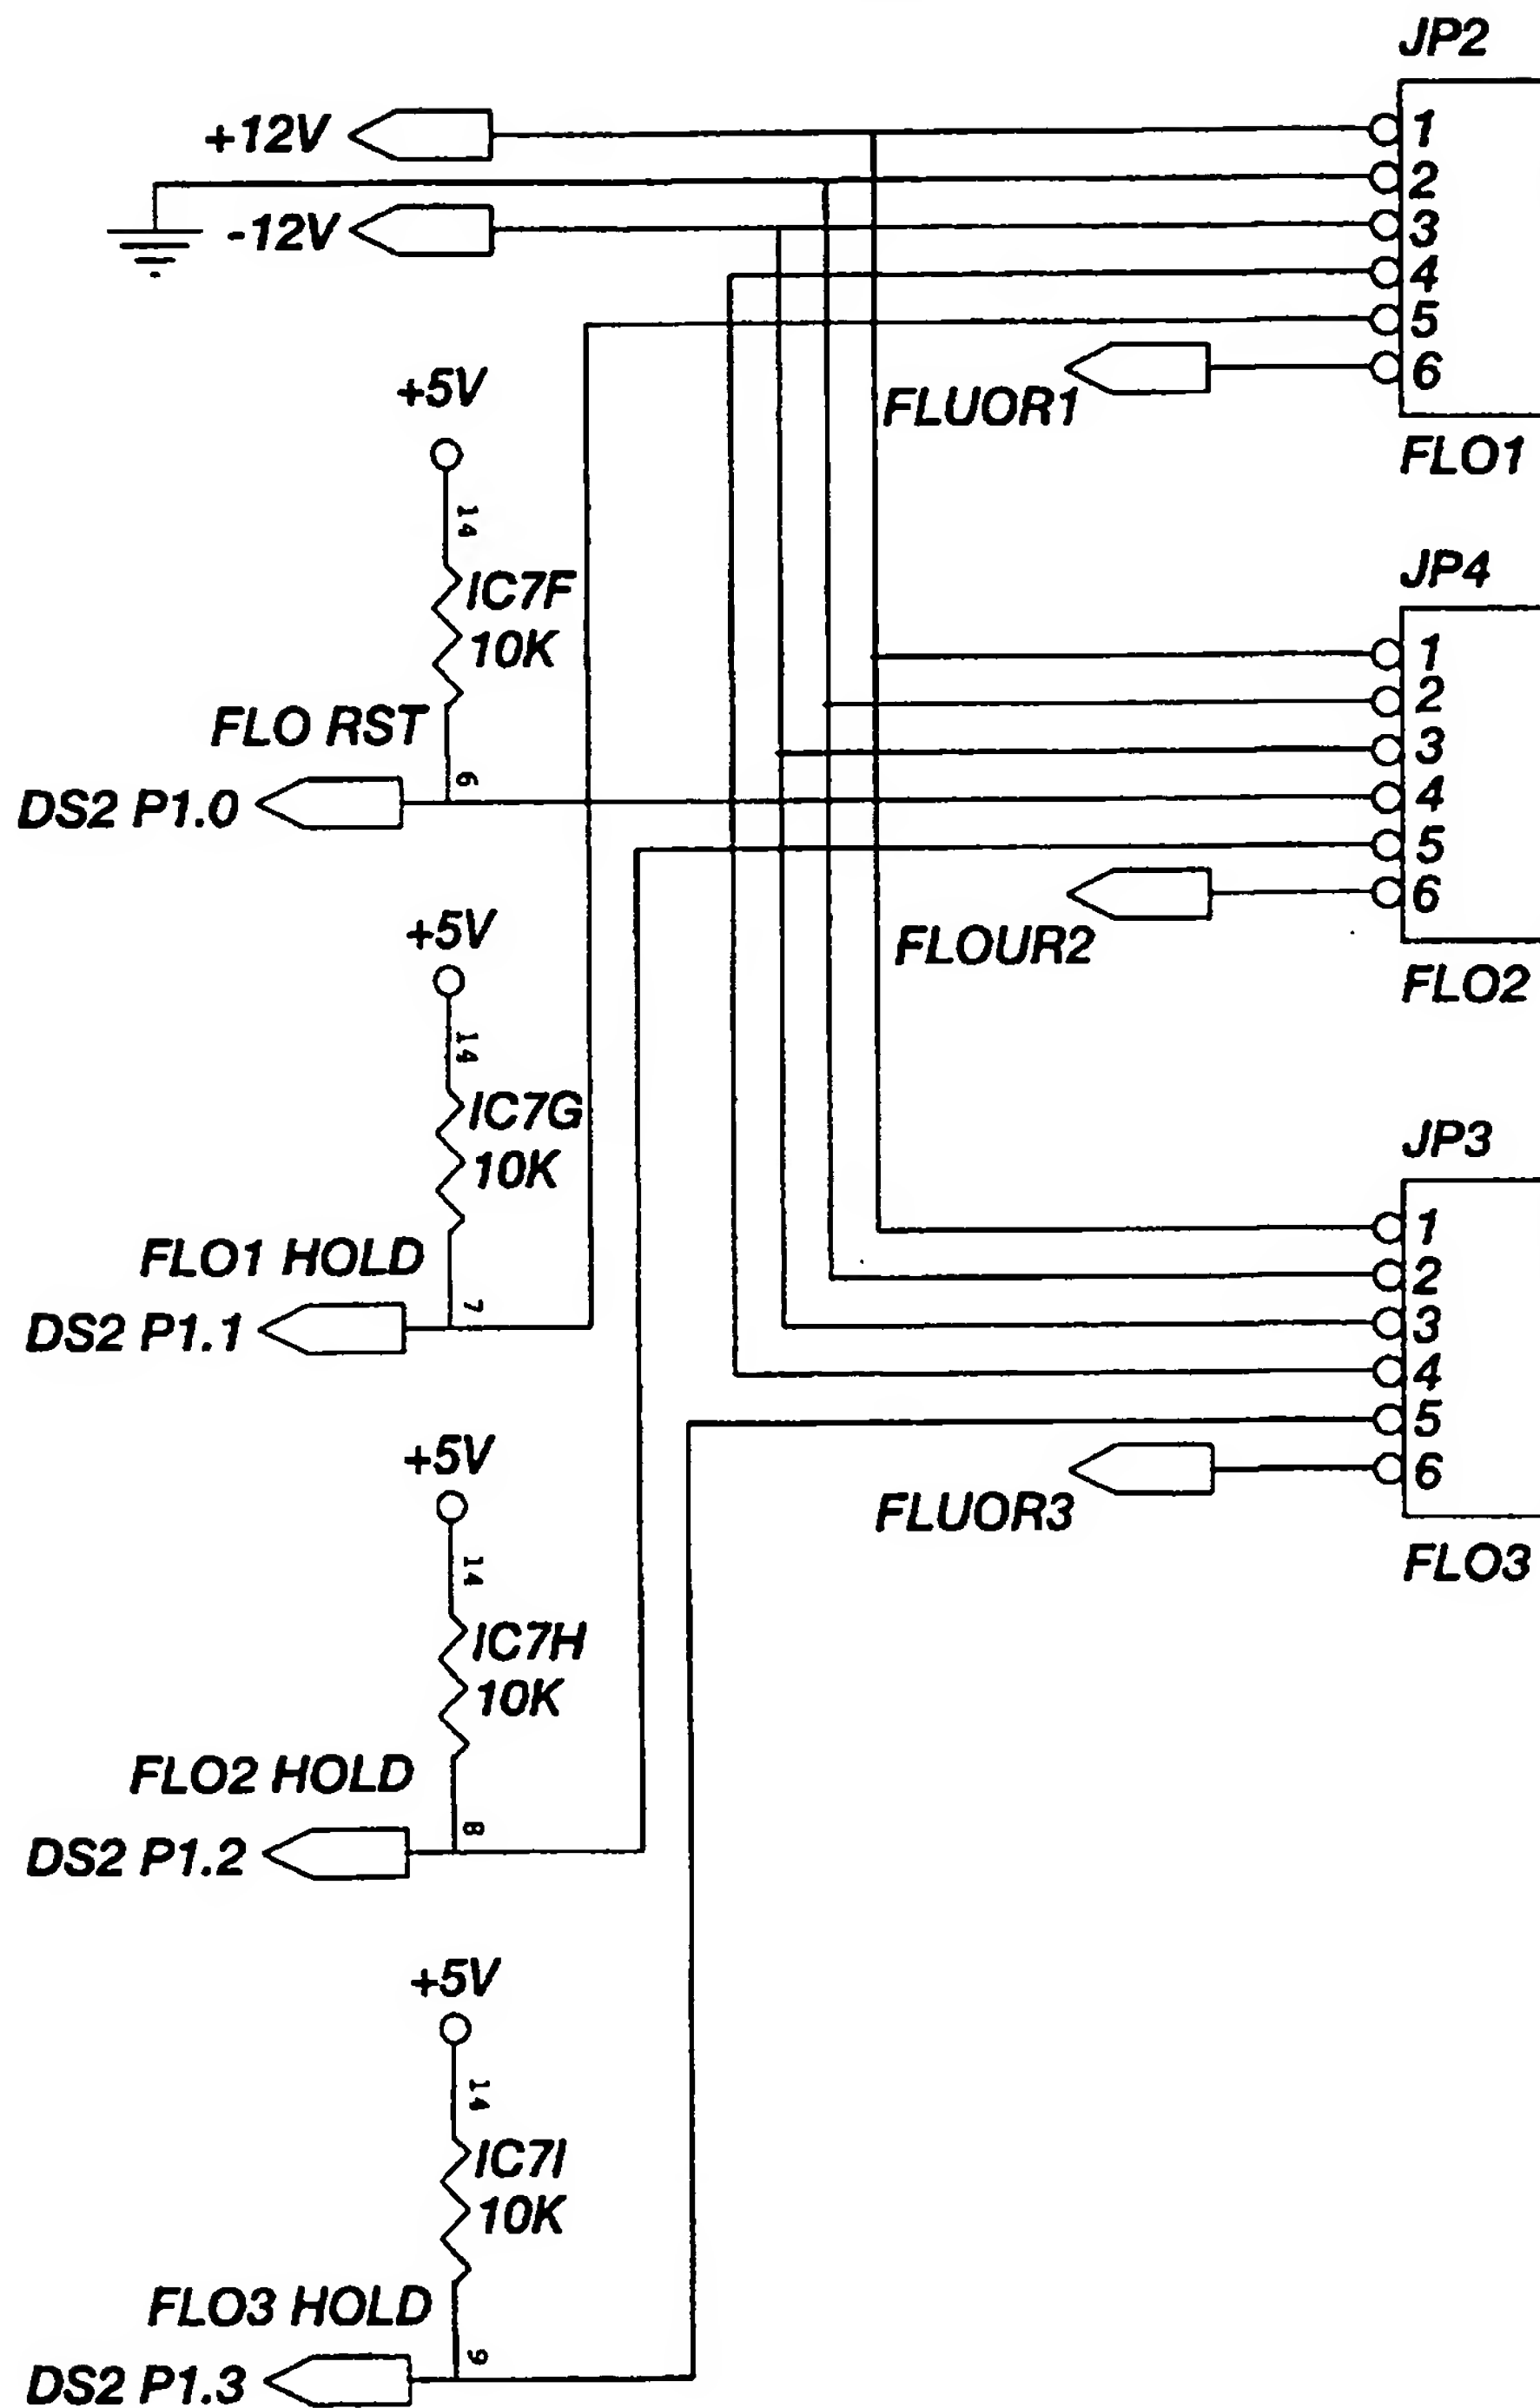 JP2
+12V
1
2
-12V
3
4
5
6
FLUOR1
FLO1
+5V
14
IC7F
10K
FLO RST
6
DS2 P1.0
JP4
1
2
3
4
5
6
FLOUR2
FLO2
+5V
14
IC7G
10K
FLO1 HOLD
7
DS2 P1.1
JP3
1
2
3
4
5
6
FLUOR3
FLO3
+5V
14
IC7H
10K
FLO2 HOLD
8
DS2 P1.2
+5V
14
IC7I
10K
FLO3 HOLD
9
DS2 P1.3